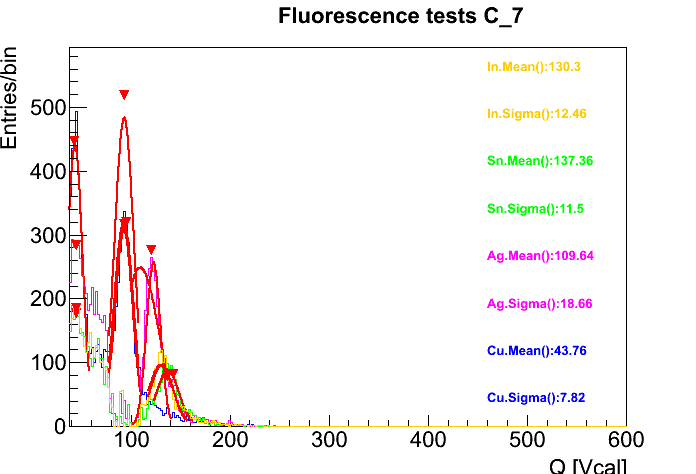 Fluorescence tests C_7
Entries/bin
500
400
300
200
100
0
100
200
300
400
500
600
Q [Vcal]
In.Mean():130.3
In.Sigma():12.46
Sn.Mean():137.36
Sn.Sigma():11.5
Ag.Mean():109.64
Ag.Sigma():18.66
Cu.Mean():43.76
Cu.Sigma():7.82